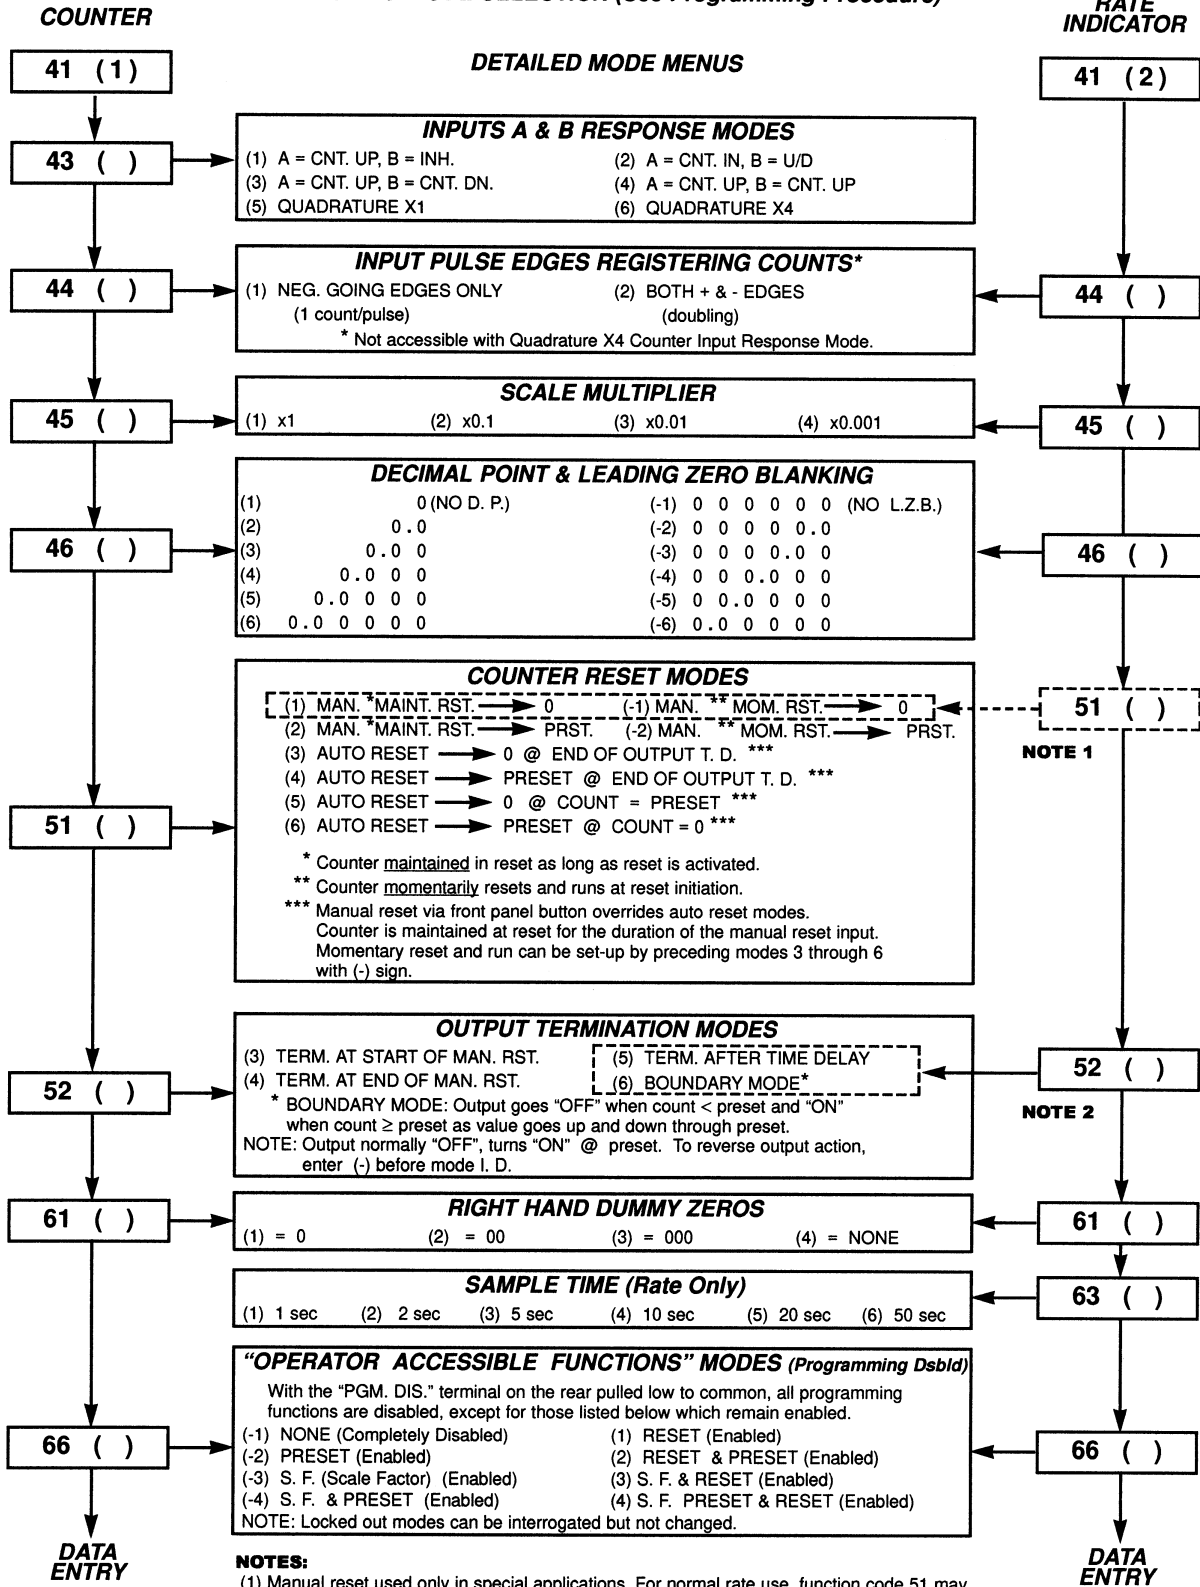 (See Programming Procedure)
COUNTER
RATE
INDICATOR
DETAILED MODE MENUS
41 (1)
41 (2)
INPUTS A & B RESPONSE MODES
43 ( )
(1) A = CNT. UP, B = INH. (2) A = CNT. IN, B = U/D
(3) A = CNT. UP, B = CNT. DN. (4) A = CNT. UP, B = CNT. UP
(5) QUADRATURE X1 (6) QUADRATURE X4
INPUT PULSE EDGES REGISTERING COUNTS*
44 ( )
(1) NEG. GOING EDGES ONLY (2) BOTH + & - EDGES
(1 count/pulse) (doubling)
* Not accessible with Quadrature X4 Counter Input Response Mode.
44 ( )
SCALE MULTIPLIER
45 ( )
(1) x1 (2) x0.1 (3) x0.01 (4) x0.001
45 ( )
DECIMAL POINT & LEADING ZERO BLANKING
(1) 0 (NO D. P.) (-1) 0 0 0 0 0 0 (NO L.Z.B.)
(2) 0.0 (-2) 0 0 0 0 0.0
46 ( )
(3) 0.0 0 (-3) 0 0 0 0.0 0
46 ( )
(4) 0.0 0 0 (-4) 0 0 0.0 0 0
(5) 0.0 0 0 0 (-5) 0 0.0 0 0 0
(6) 0.0 0 0 0 0 (-6) 0.0 0 0 0 0
COUNTER RESET MODES
(1) MAN. *MAINT. RST. 0 (-1) MAN. ** MOM. RST. 0
51 ( )
(2) MAN. *MAINT. RST. PRST. (-2) MAN. ** MOM. RST. PRST.
NOTE 1
(3) AUTO RESET 0 @ END OF OUTPUT T. D. ***
(4) AUTO RESET PRESET @ END OF OUTPUT T. D. ***
(5) AUTO RESET 0 @ COUNT = PRESET ***
51 ( )
(6) AUTO RESET PRESET @ COUNT = 0 ***
* Counter maintained in reset as long as reset is activated.
** Counter momentarily resets and runs at reset initiation.
*** Manual reset via front panel button overrides auto reset modes.
Counter is maintained at reset for the duration of the manual reset input.
Momentary reset and run can be set-up by preceding modes 3 through 6
with (-) sign.
OUTPUT TERMINATION MODES
(3) TERM. AT START OF MAN. RST. (5) TERM. AFTER TIME DELAY
52 ( )
(4) TERM. AT END OF MAN. RST. (6) BOUNDARY MODE*
52 ( )
NOTE 2
* BOUNDARY MODE: Output goes “OFF” when count < preset and “ON”
when count ≥ preset as value goes up and down through preset.
NOTE: Output normally “OFF”, turns “ON” @ preset. To reverse output action,
enter (-) before mode I. D.
RIGHT HAND DUMMY ZEROS
61 ( )
(1) = 0 (2) = 00 (3) = 000 (4) = NONE
61 ( )
SAMPLE TIME (Rate Only)
(1) 1 sec (2) 2 sec (3) 5 sec (4) 10 sec (5) 20 sec (6) 50 sec
63 ( )
“OPERATOR ACCESSIBLE FUNCTIONS” MODES (Programming Dsbld)
With the “PGM. DIS.” terminal on the rear pulled low to common, all programming
functions are disabled, except for those listed below which remain enabled.
(-1) NONE (Completely Disabled) (1) RESET (Enabled)
66 ( )
(-2) PRESET (Enabled) (2) RESET & PRESET (Enabled)
66 ( )
(-3) S. F. (Scale Factor) (Enabled) (3) S. F. & RESET (Enabled)
(-4) S. F. & PRESET (Enabled) (4) S. F. PRESET & RESET (Enabled)
NOTE: Locked out modes can be interrogated but not changed.
DATA
ENTRY
DATA
ENTRY
NOTES:
(1) Manual reset used only in special applications. For normal rate use, function code 51 may